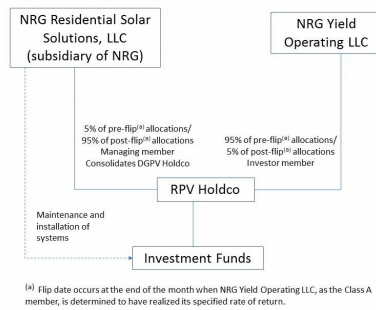 NRG Residential Solar
Solutions, LLC
(subsidiary of NRG)
NRG Yield
Operating LLC
5% of pre-flip(a) allocations/
95% of post-flip(a) allocations
Managing member
Consolidates DGPV Holdco
95% of pre-flip(a) allocations/
5% of post-flip(a) allocations
Investor member
RPV Holdco
Maintenance and
installation of
systems
Investment Funds
(a) Flip date occurs at the end of the month when NRG Yield Operating LLC, as the Class A
member, is determined to have realized its specified rate of return.